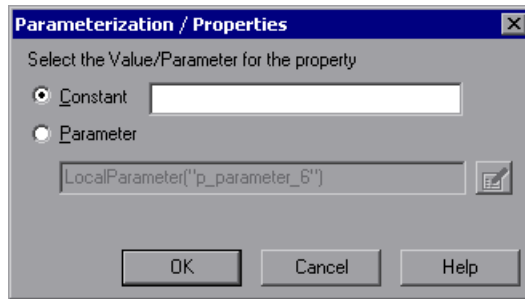 Parameterization / Properties
Select the Value/Parameter for the property
Constant
Parameter
LocalParameter("p_parameter_6")
OK Cancel Help